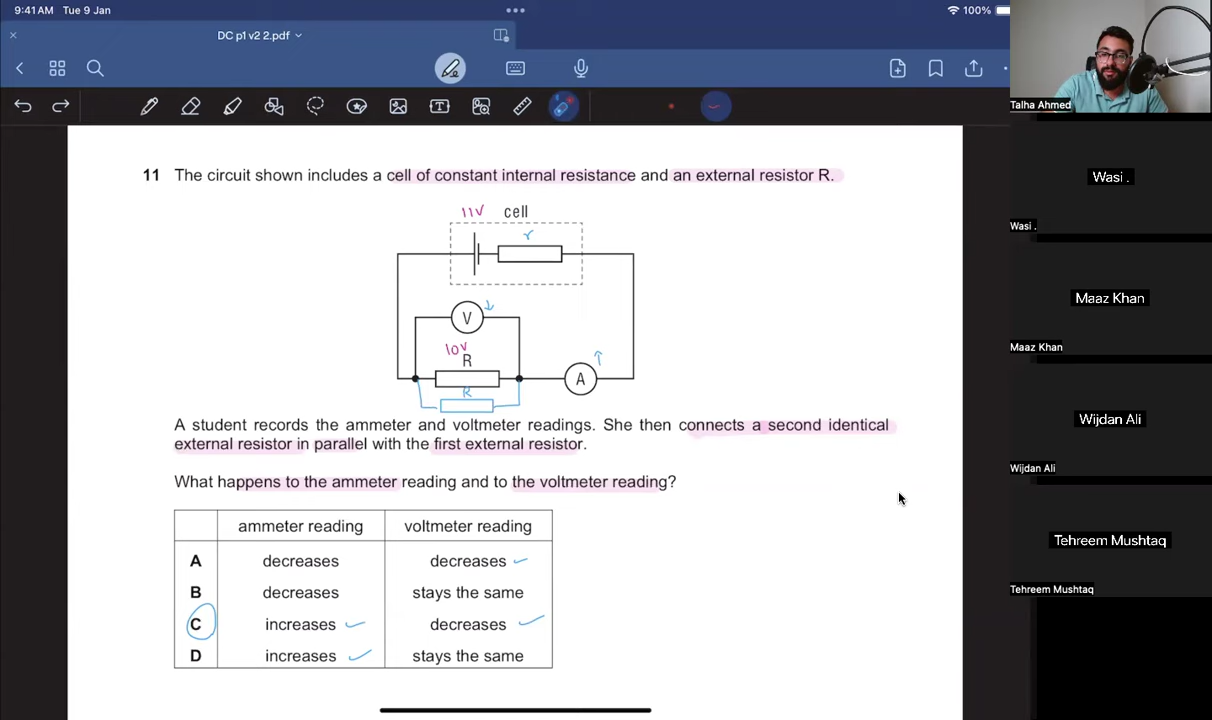 9:41 AM Tue 9 Jan
100%
DC p1 v2 2.pdf
Talha Ahmed
11 The circuit shown includes a cell of constant internal resistance and an external resistor R.
11V cell
r
V
10V
R
A
R
A student records the ammeter and voltmeter readings. She then connects a second identical
external resistor in parallel with the first external resistor.
What happens to the ammeter reading and to the voltmeter reading?
ammeter reading voltmeter reading
A decreases decreases
B decreases stays the same
C increases decreases
D increases stays the same
Wasi .
Wasi .
Maaz Khan
Maaz Khan
Wijdan Ali
Wijdan Ali
Tehreem Mushtaq
Tehreem Mushtaq